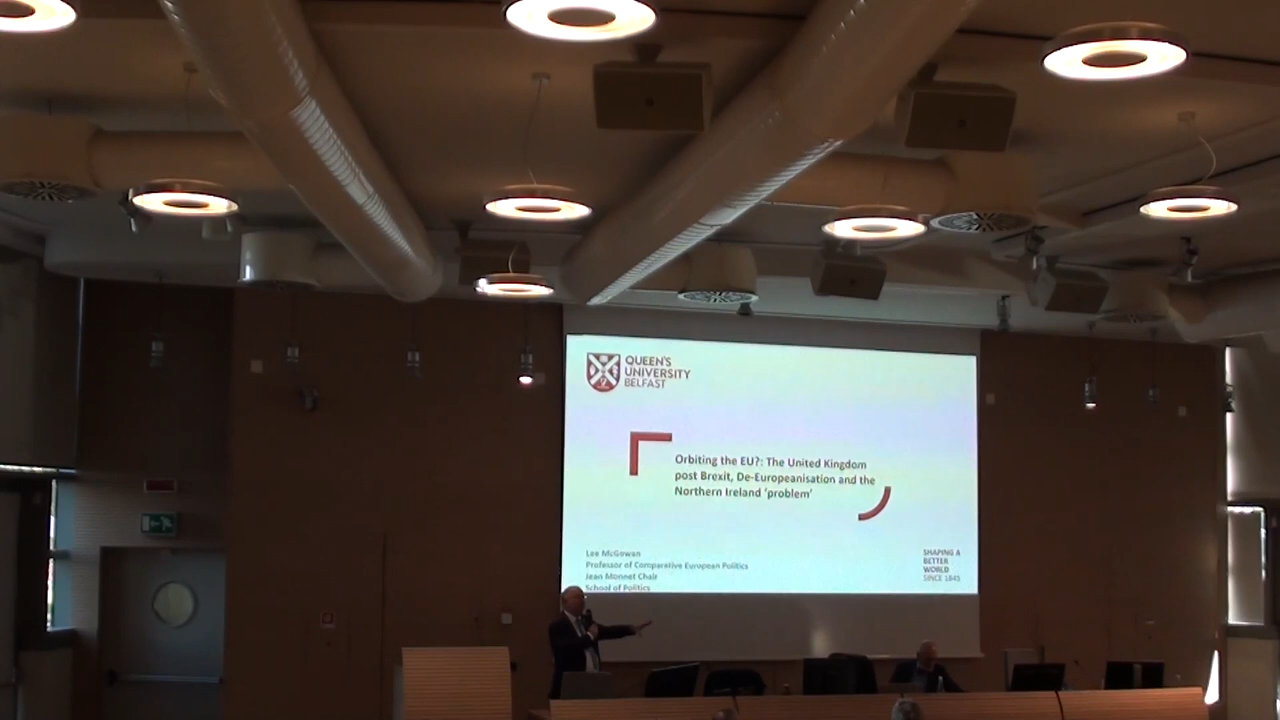 QUEEN'S
UNIVERSITY
BELFAST
Orbiting the EU?: The United Kingdom
post Brexit, De-Europeanisation and the
Northern Ireland 'problem'
Lee McGowan
Professor of Comparative European Politics
Jean Monnet Chair
School of Politics
SHAPING A
BETTER
WORLD
SINCE 1845